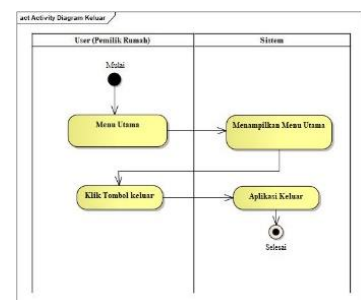 act Activity Diagram Keluar
User (Pemilik Rumah)
Sistem
Mulai
Menu Utama
Menampilkan Menu Utama
Klik Tombol keluar
Aplikasi Keluar
Selesai